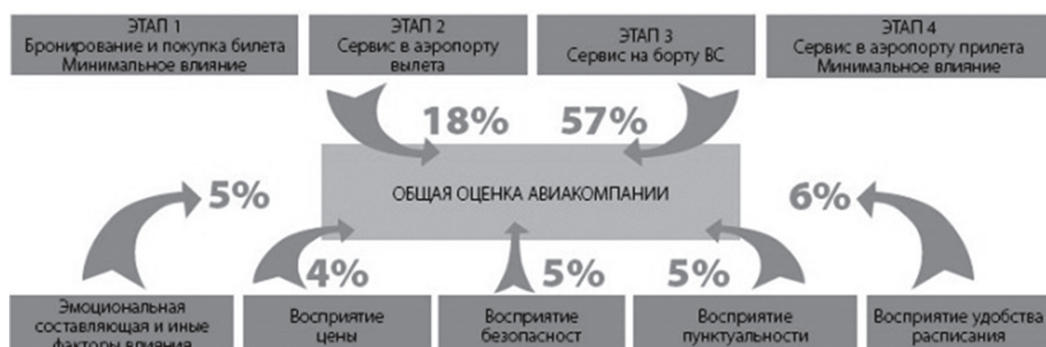 ЭТАП 1
Бронирование и покупка билета
Минимальное влияние
ЭТАП 2
Сервис в аэропорту
вылета
ЭТАП 3
Сервис на борту ВС
ЭТАП 4
Сервис в аэропорту прилета
Минимальное влияние
18%
57%
5%
ОБЩАЯ ОЦЕНКА АВИАКОМПАНИИ
6%
4%
5%
5%
Эмоциональная
составляющая и иные
факторы влияния
Восприятие
цены
Восприятие
безопасност
Восприятие
пунктуальности
Восприятие удобства
расписания